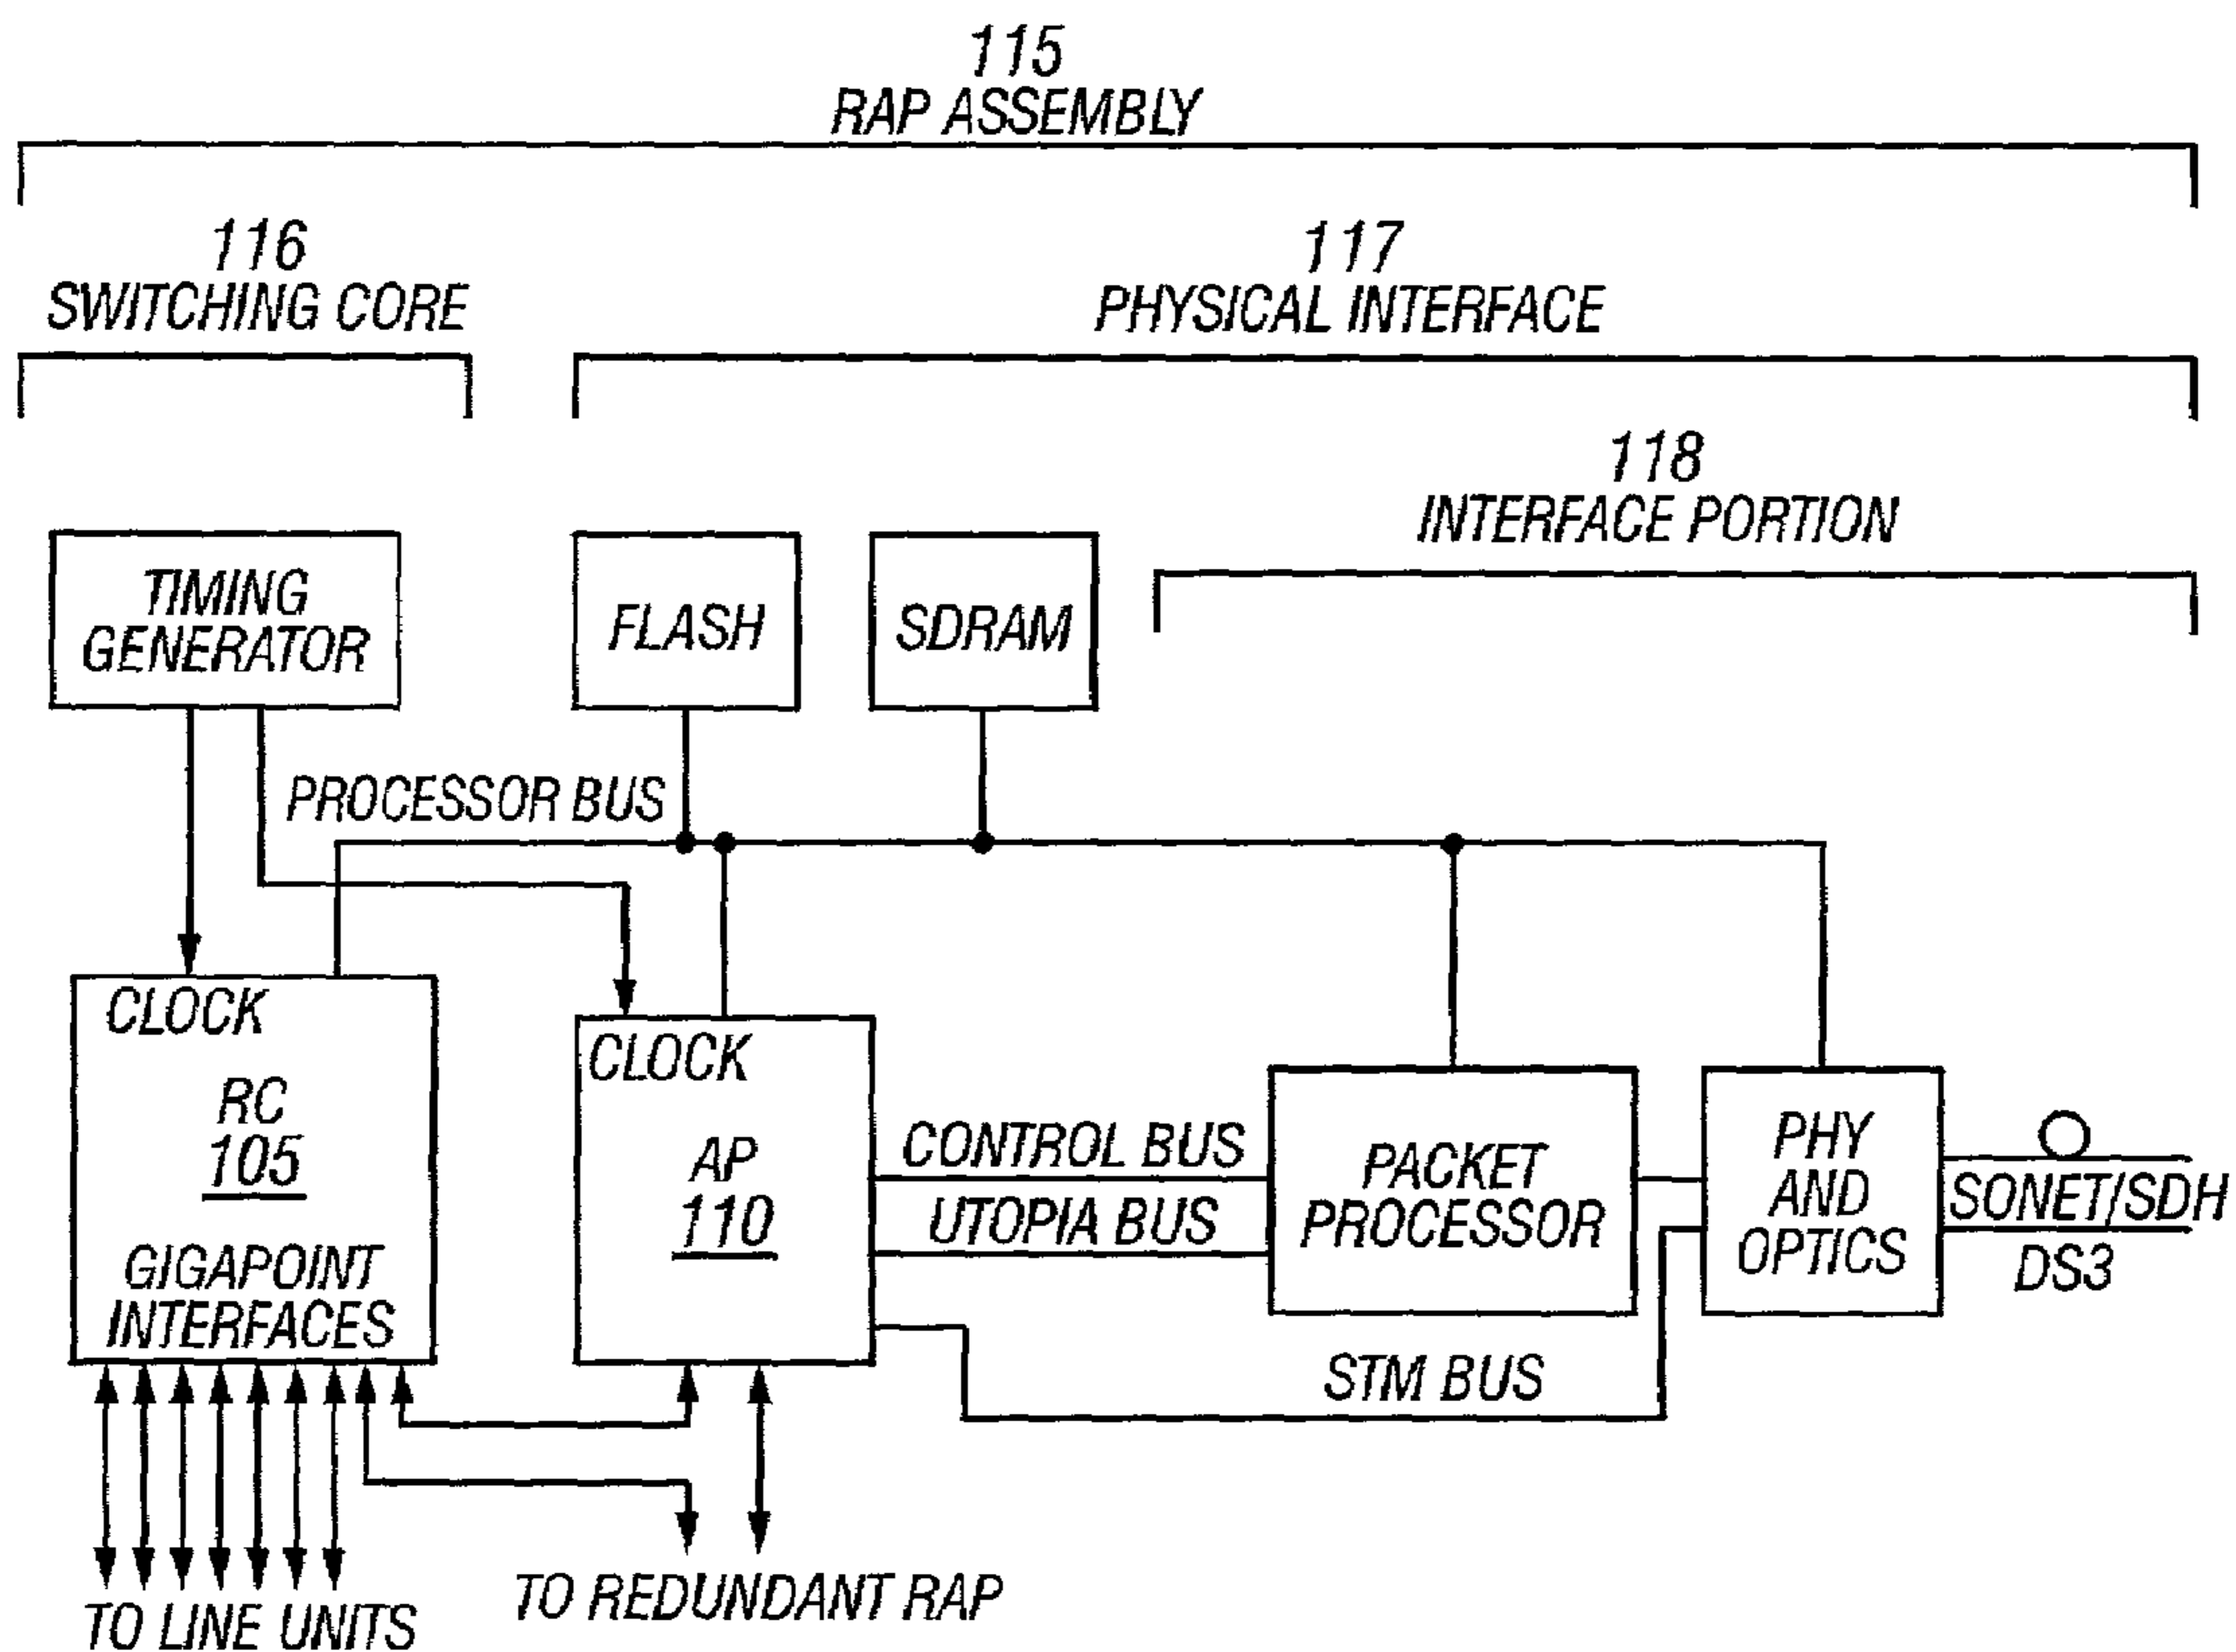 115
RAP ASSEMBLY
116
SWITCHING CORE
117
PHYSICAL INTERFACE
118
INTERFACE PORTION
TIMING
GENERATOR
FLASH
SDRAM
PROCESSOR BUS
CLOCK
RC
105
GIGAPOINT
INTERFACES
CLOCK
AP
110
CONTROL BUS
UTOPIA BUS
PACKET
PROCESSOR
PHY
AND
OPTICS
SONET/SDH
DS3
STM BUS
TO LINE UNITS
TO REDUNDANT RAP